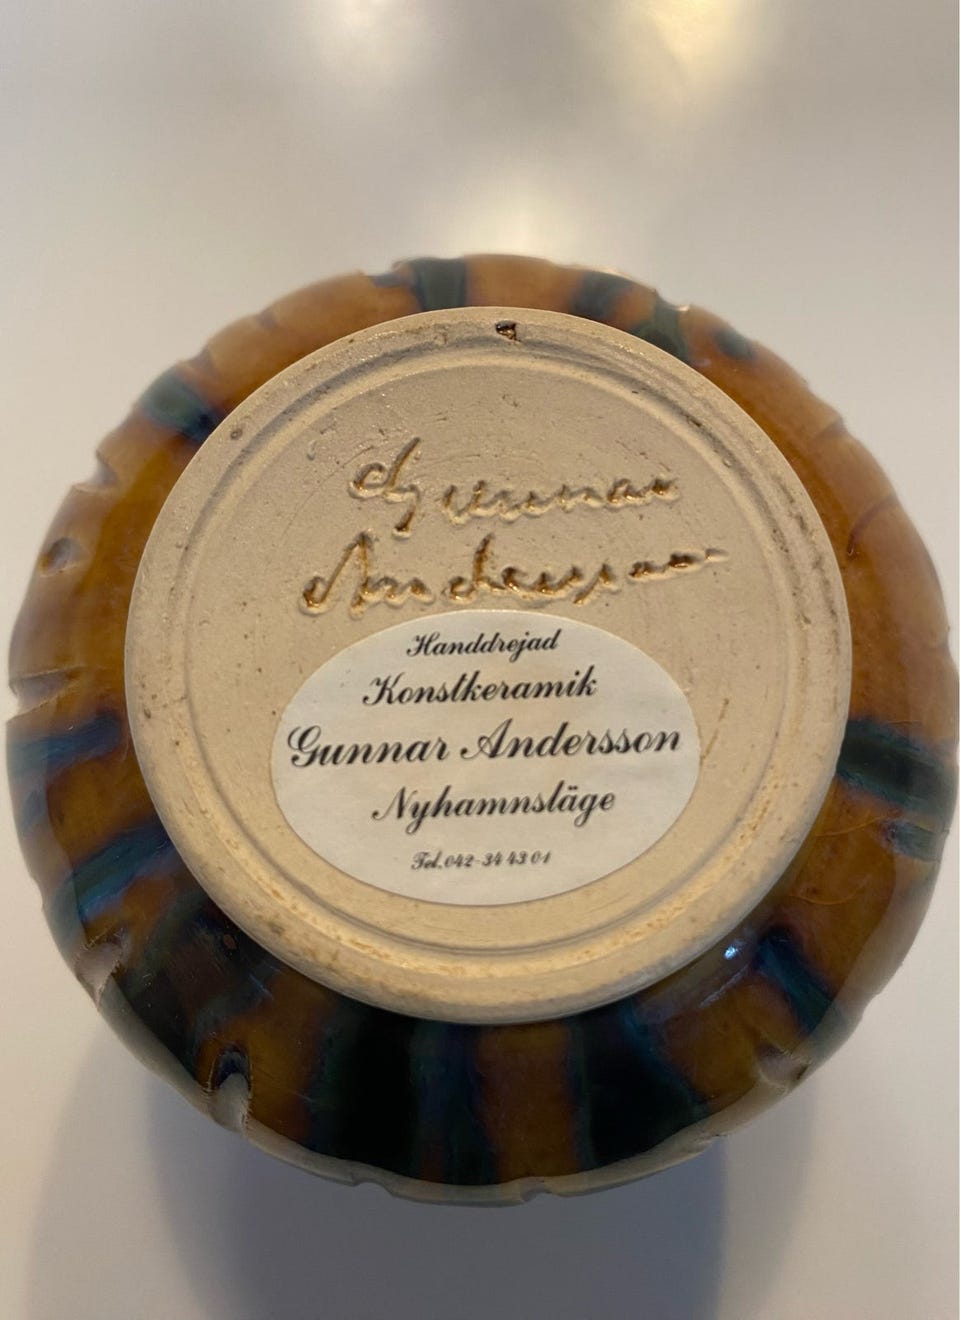 Gunnar
Andersson
Handdrejad
Konstkeramik
Gunnar Andersson
Nyhamnsläge
Tel. 042-34 43 01